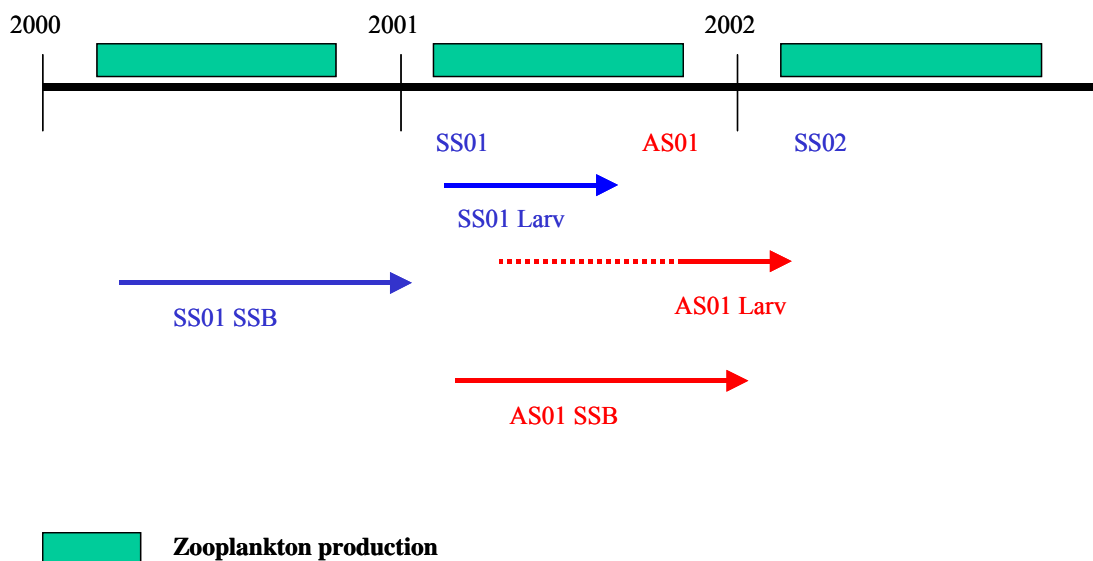 2000 2001 2002
SS01 AS01 SS02
SS01 Larv
AS01 Larv
SS01 SSB
AS01 SSB
Zooplankton production